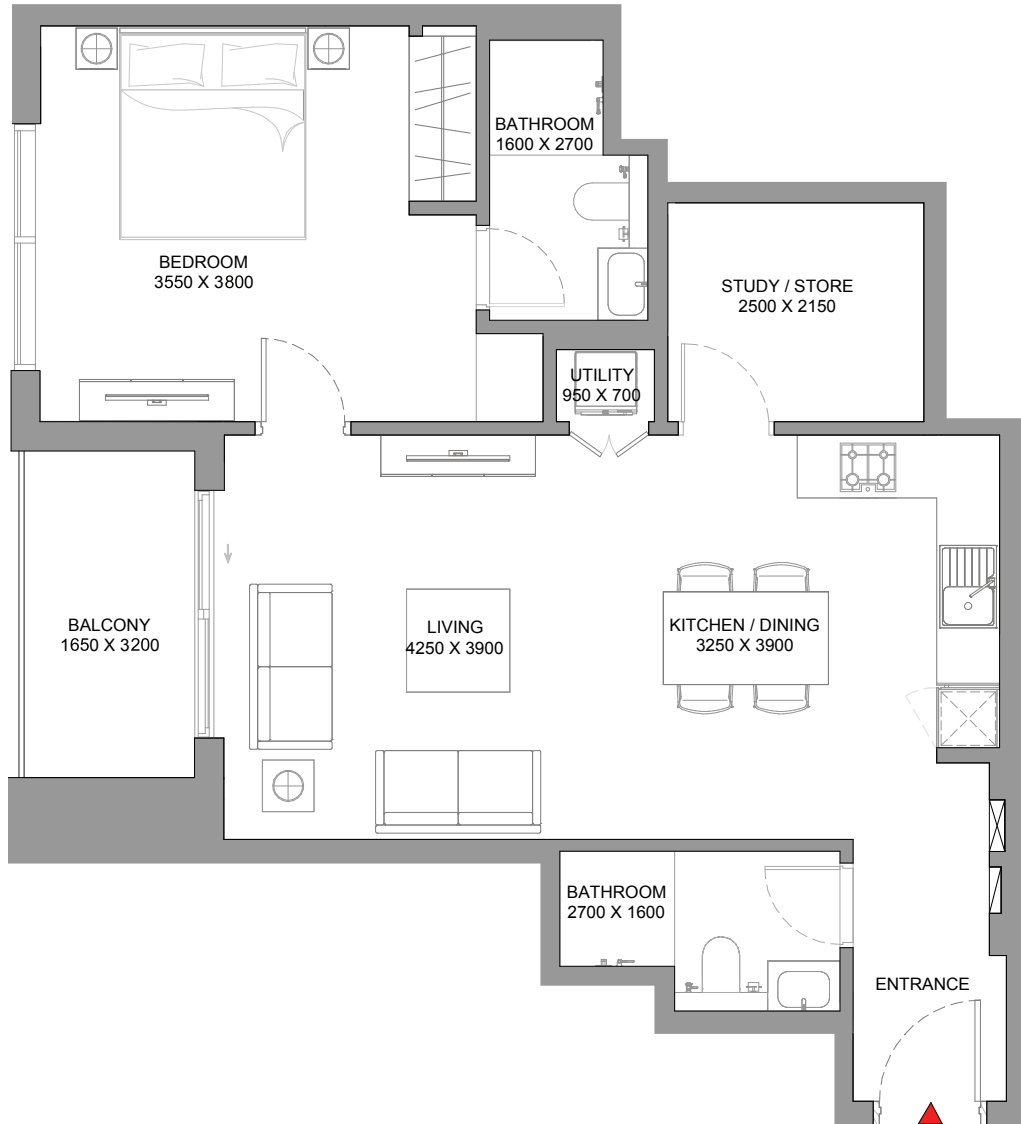 BATHROOM
1600 X 2700
BEDROOM
3550 X 3800
STUDY / STORE
2500 X 2150
UTILITY
950 X 700
BALCONY
1650 X 3200
LIVING
4250 X 3900
KITCHEN / DINING
3250 X 3900
BATHROOM
2700 X 1600
ENTRANCE